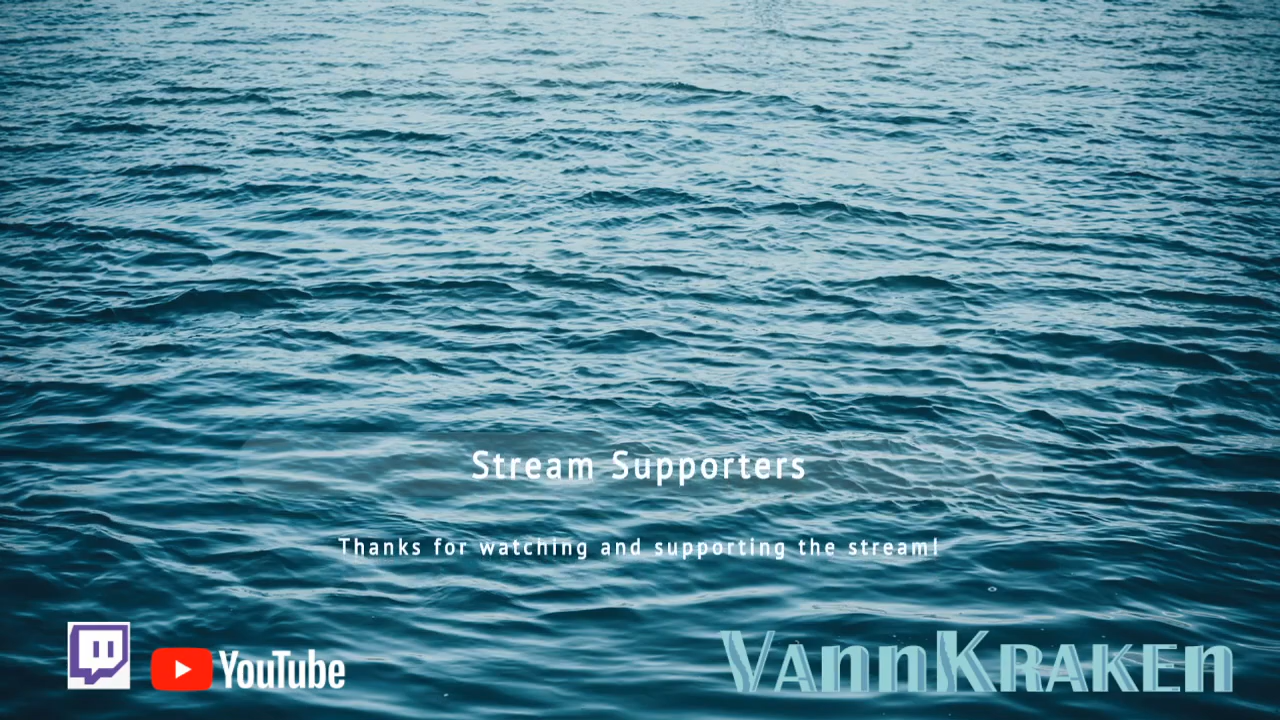 Stream Supporters
Thanks for watching and supporting the stream!
YouTube
VannKraken